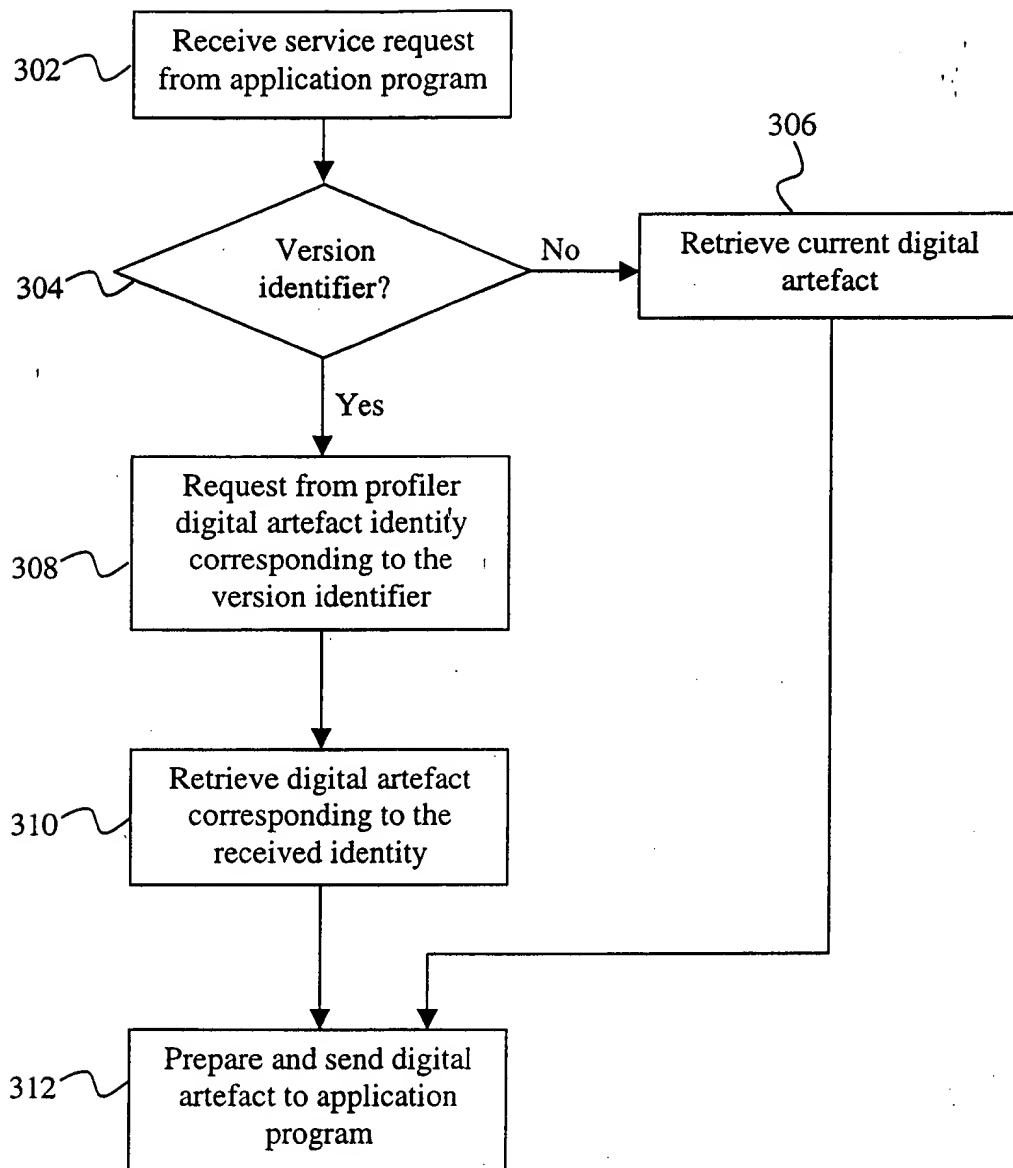 Receive service request
from application program
302
306
Version
identifier?
304
No
Retrieve current digital
artefact
Yes
Request from profiler
digital artefact identity
corresponding to the
version identifier
308
Retrieve digital artefact
corresponding to the
received identity
310
Prepare and send digital
artefact to application
program
312